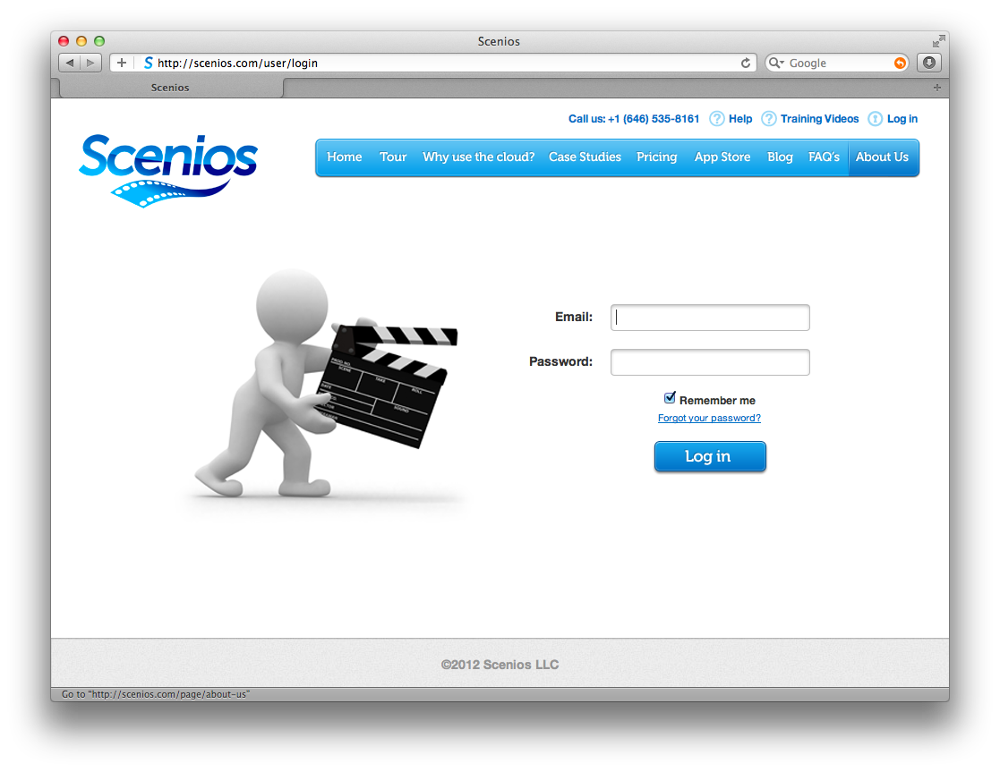 Scenios
http://scenios.com/user/login
Google
Scenios
Call us: +1 (646) 535-8161 Help Training Videos Log in
Scenios
Home Tour Why use the cloud? Case Studies Pricing App Store Blog FAQ's About Us
Email:
Password:
PROD. NO.
SCENE TAKE ROLL
DATE SOUND
Remember me
Forgot your password?
Log in
©2012 Scenios LLC
Go to "http://scenios.com/page/about-us"